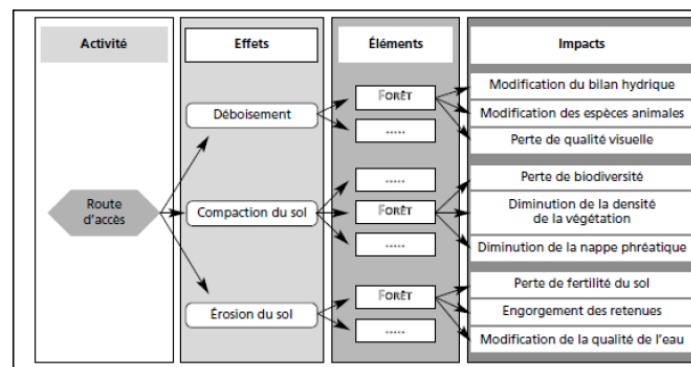 Activité
Effets
Éléments
Impacts
Route
d'accès
Déboisement
FORÊT
.....
Modification du bilan hydrique
Modification des espèces animales
Perte de qualité visuelle
Compaction du sol
.....
FORÊT
.....
Perte de biodiversité
Diminution de la densité
de la végétation
Diminution de la nappe phréatique
Érosion du sol
FORÊT
.....
Perte de fertilité du sol
Engorgement des retenues
Modification de la qualité de l'eau